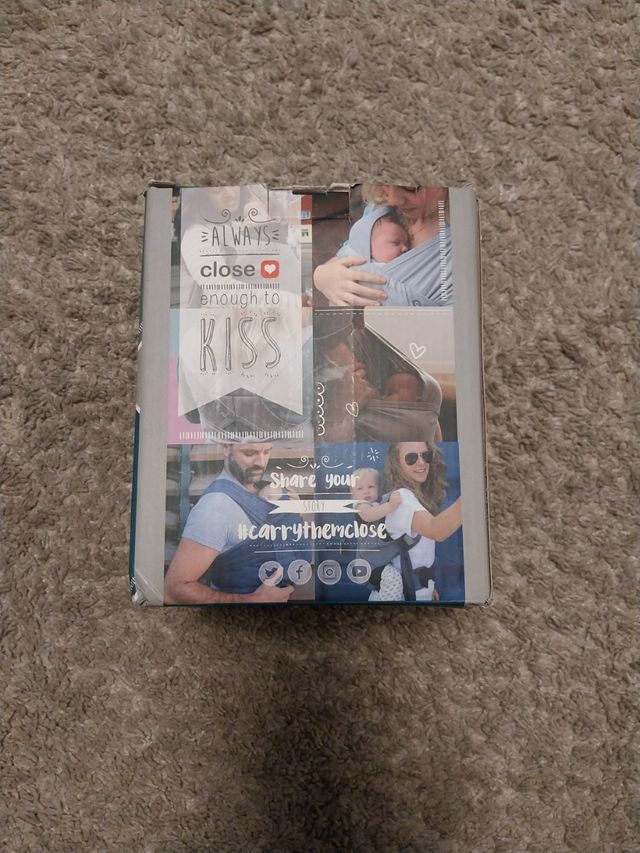 ALWAYS
close
enough to
KISS
Share your
STORY
#carrythemclose